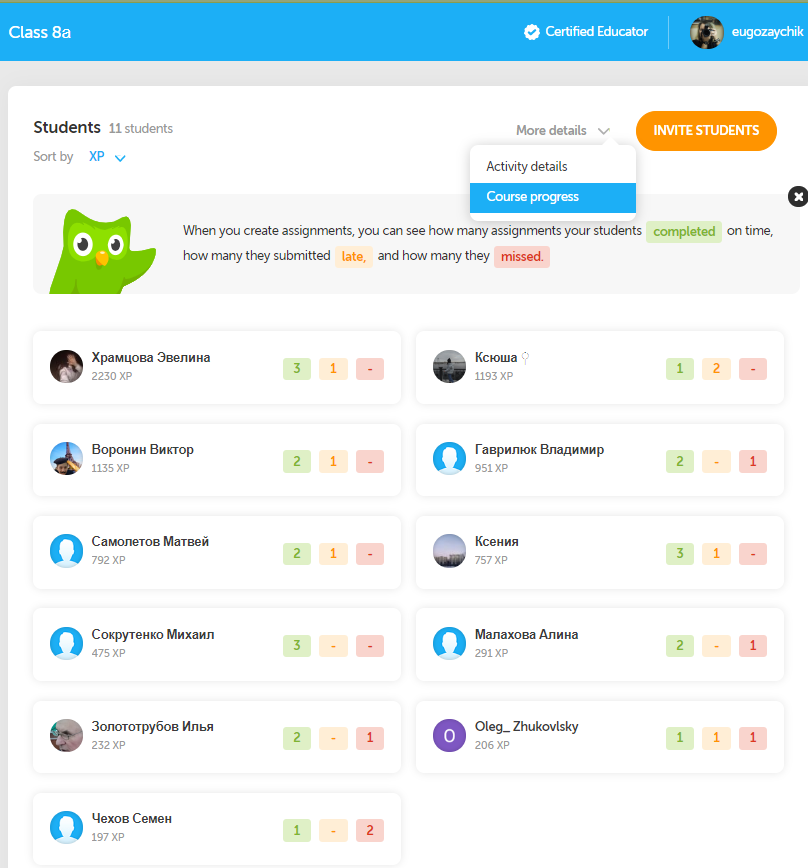 Class 8a
Certified Educator
eugozaychik
Students 11 students
More details
INVITE STUDENTS
Sort by XP
Activity details
Course progress
When you create assignments, you can see how many assignments your students completed on time,
how many they submitted late, and how many they missed.
Храмцова Эвелина
2230 XP
3 1 -
Ксюша
1193 XP
1 2 -
Воронин Виктор
1135 XP
2 1 -
Гаврилюк Владимир
951 XP
2 - 1
Самолетов Матвей
792 XP
2 1 -
Ксения
757 XP
3 1 -
Сокрутенко Михаил
475 XP
3 - -
Малахова Алина
291 XP
2 - 1
Золототрубов Илья
232 XP
2 - 1
O
Oleg_ Zhukovlsky
206 XP
1 1 1
Чехов Семен
197 XP
1 - 2